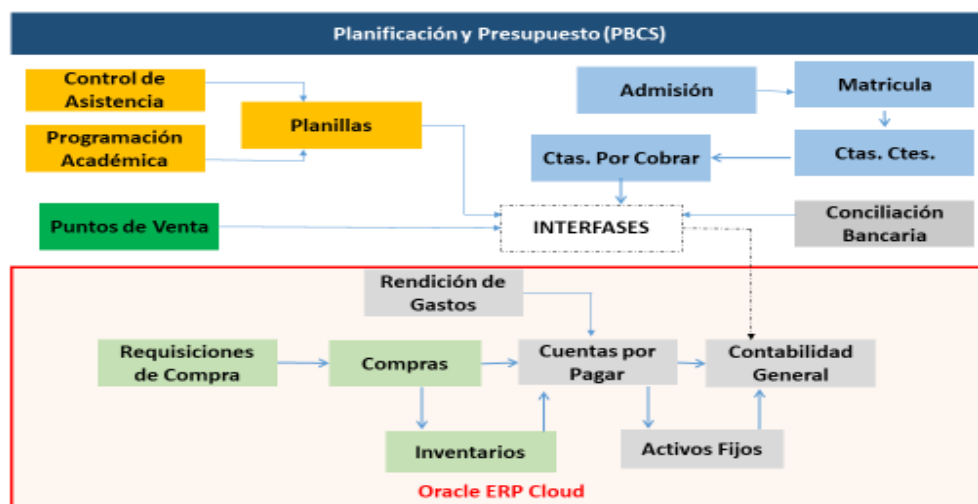 Planificación y Presupuesto (PBCS)
Control de
Asistencia
Programación
Académica
Planillas
Admisión
Matricula
Ctas. Por Cobrar
Ctas. Ctes.
Puntos de Venta
INTERFASES
Conciliación
Bancaria
Rendición de
Gastos
Requisiciones
de Compra
Compras
Cuentas por
Pagar
Contabilidad
General
Inventarios
Activos Fijos
Oracle ERP Cloud